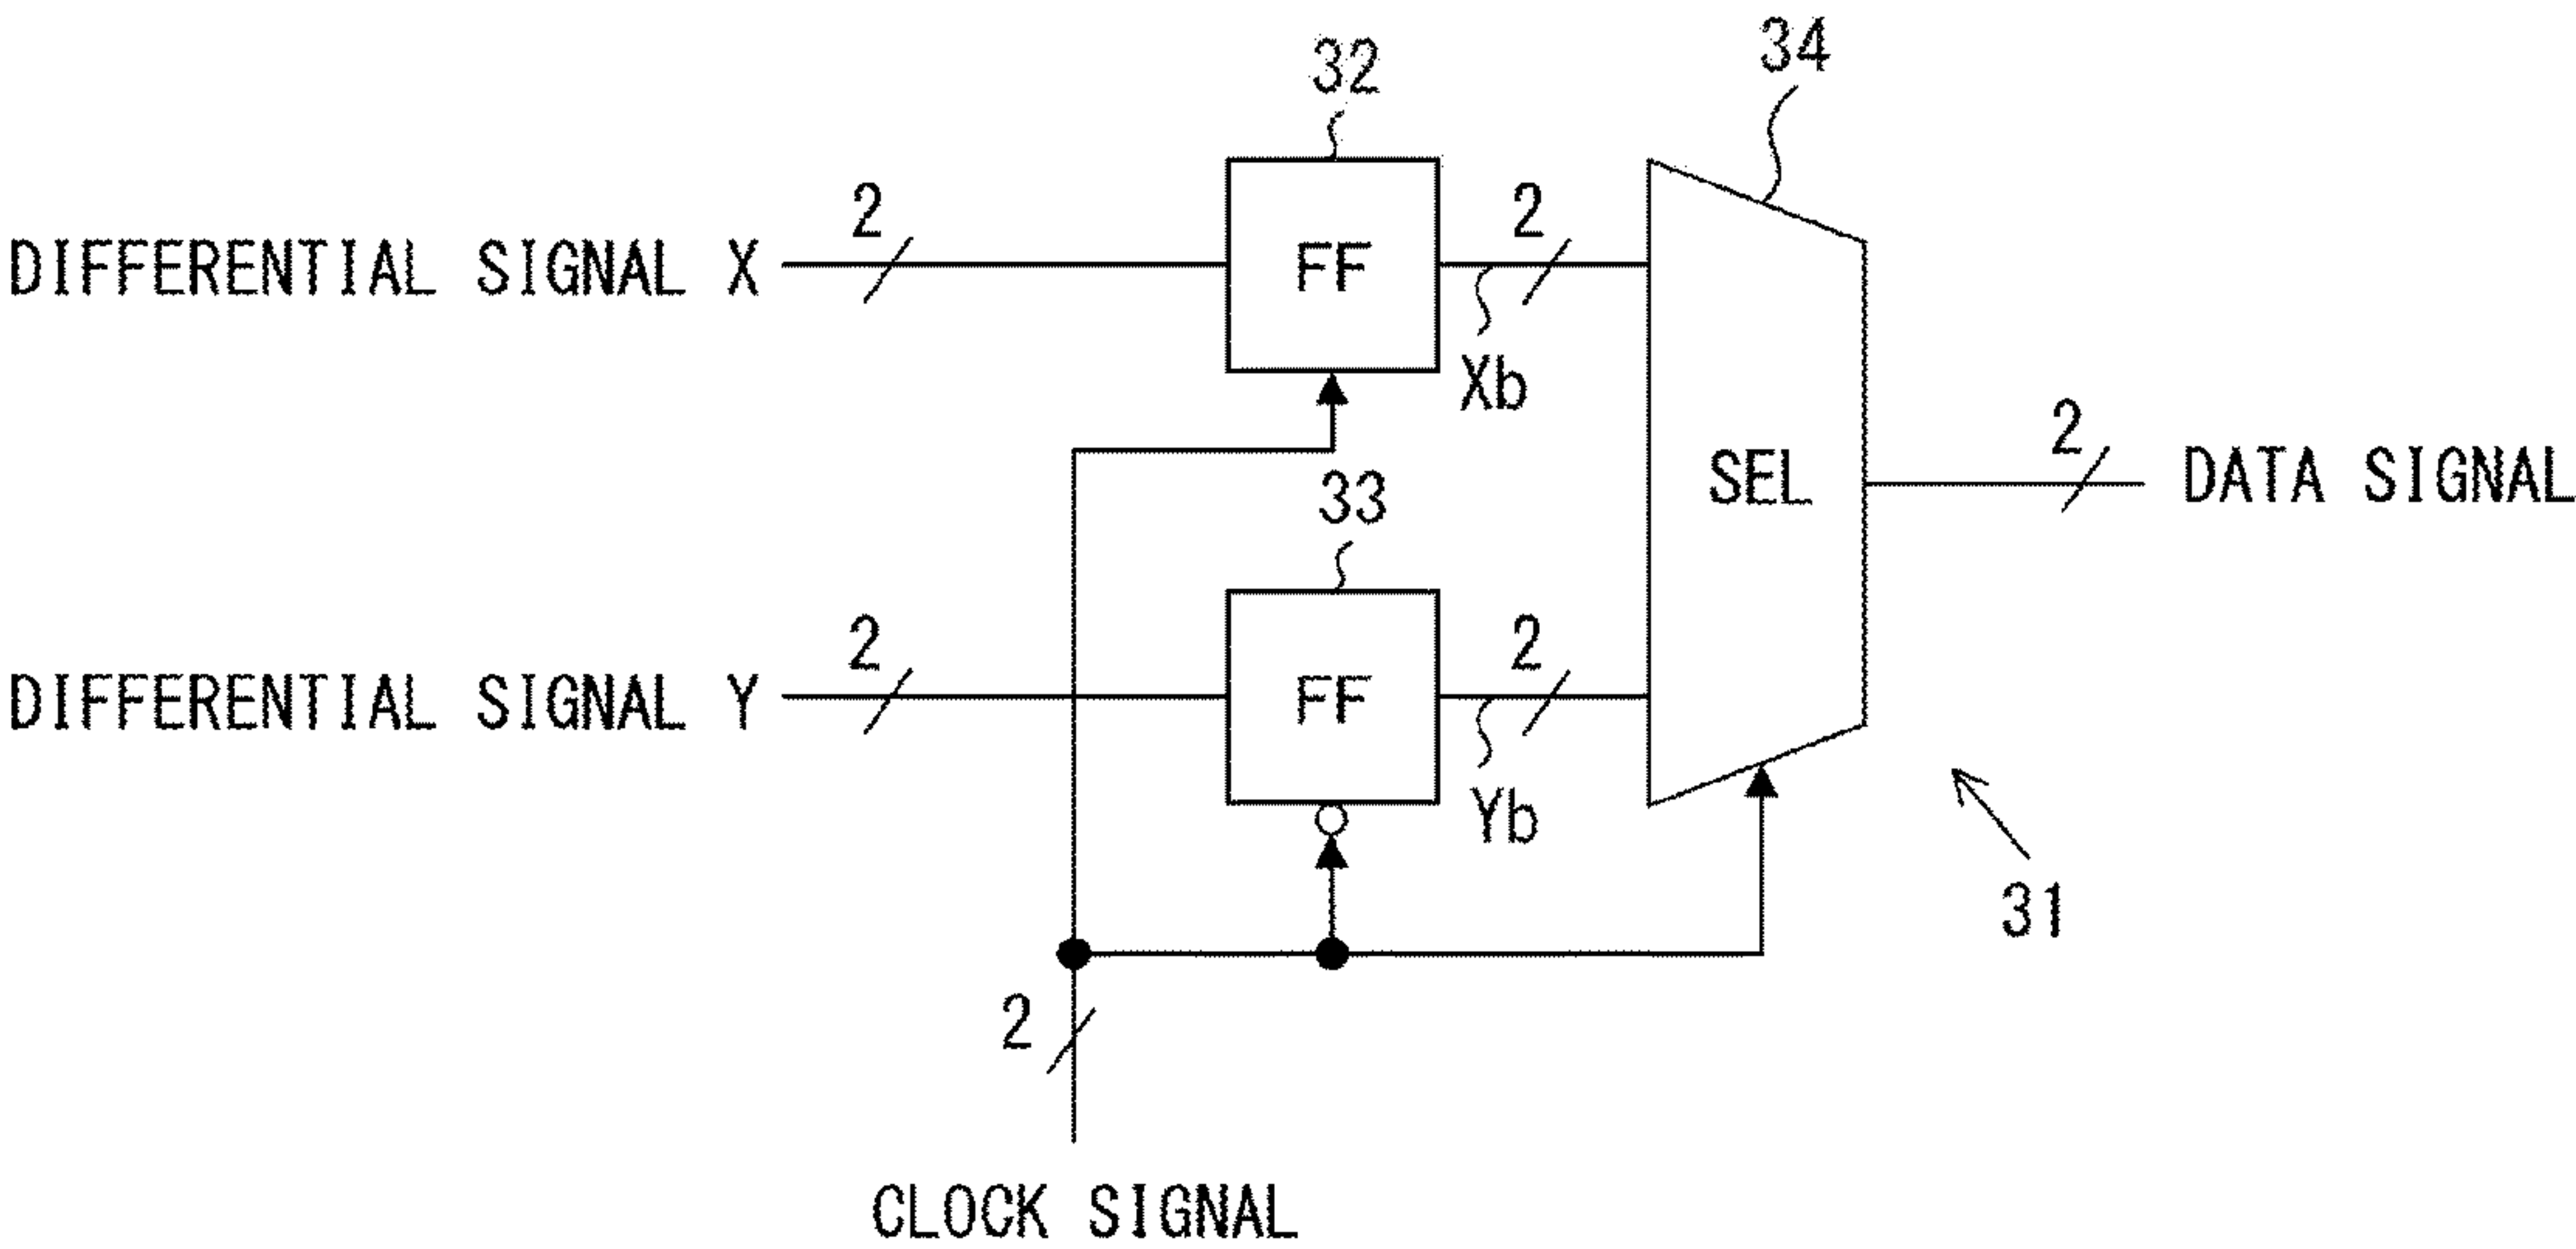 32
34
2
2
DIFFERENTIAL SIGNAL X
FF
Xb
2
SEL
DATA SIGNAL
33
2
2
DIFFERENTIAL SIGNAL Y
FF
Yb
31
2
CLOCK SIGNAL